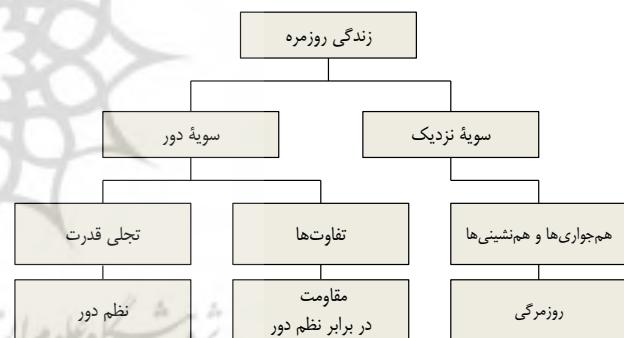 زندگی روزمره
سویهٔ نزدیک
سویهٔ دور
هم‌جواری‌ها و هم‌نشینی‌ها
تفاوت‌ها
تجلی قدرت
روزمرگی
مقاومت
در برابر نظم دور
نظم دور